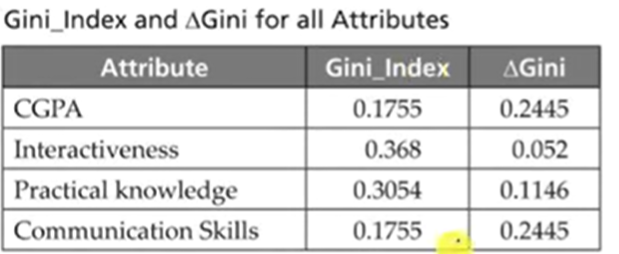 Gini_Index and ΔGini for all Attributes
Attribute Gini_Index ΔGini
CGPA 0.1755 0.2445
Interactiveness 0.368 0.052
Practical knowledge 0.3054 0.1146
Communication Skills 0.1755 0.2445